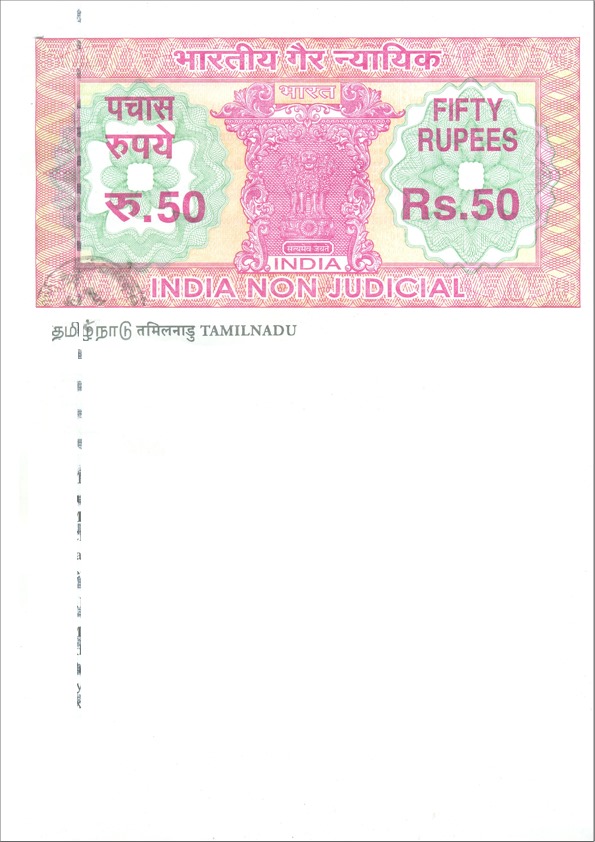 भारतीय गैर न्यायिक
भारत
पचास
रुपये
रु.50
FIFTY
RUPEES
Rs.50
सत्यमेव जयते
INDIA
INDIA NON JUDICIAL
தமிழ்நாடு तमिलनाडु TAMILNADU